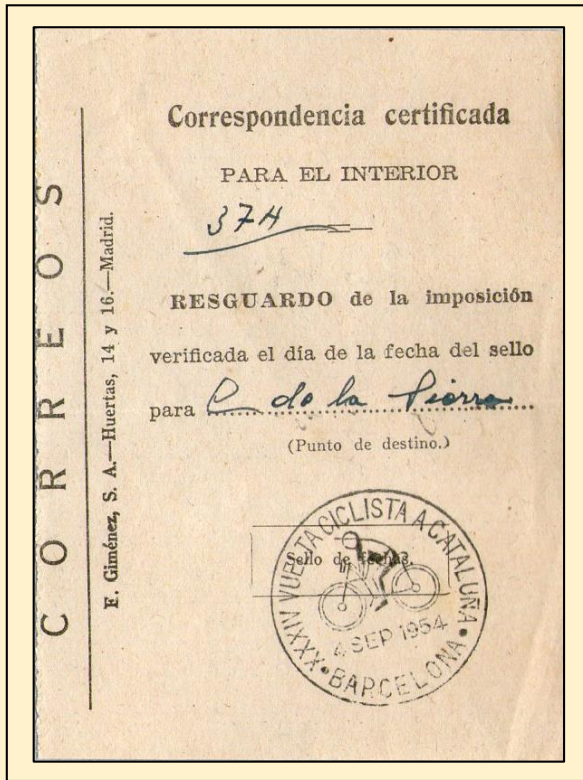 CORREOS
E. Giménez, S. A.—Huertas, 14 y 16.—Madrid.
Correspondencia certificada
PARA EL INTERIOR
374
RESGUARDO de la imposición
verificada el día de la fecha del sello
para de la
(Punto de destino.)
Sello de fechas
XXXIV VUELTA CICLISTA A CATALUÑA
4 SEP 1954
BARCELONA